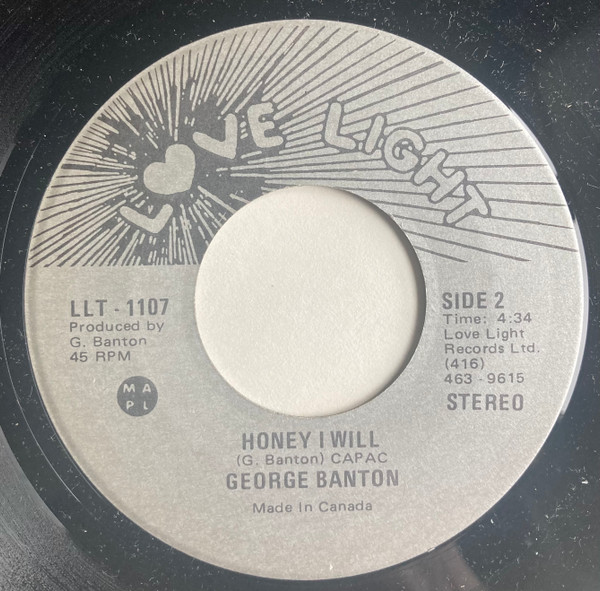 LOVE LIGHT
LLT - 1107
Produced by
G. Banton
45 RPM
M A
P L
SIDE 2
Time: 4:34
Love Light
Records Ltd.
(416)
463 - 9615
STEREO
HONEY I WILL
(G. Banton) CAPAC
GEORGE BANTON
Made In Canada